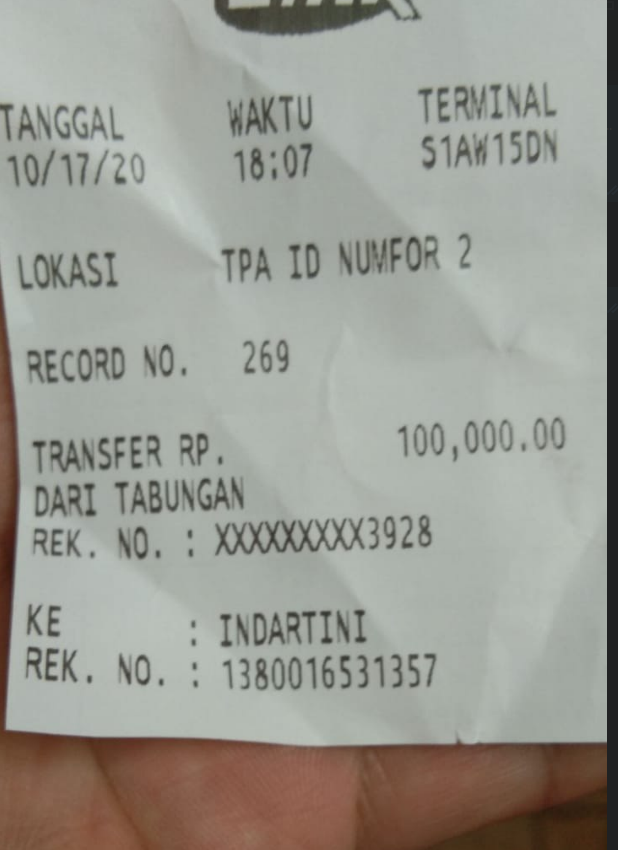 TANGGAL WAKTU TERMINAL
10/17/20 18:07 S1AW15DN
LOKASI TPA ID NUMFOR 2
RECORD NO. 269
TRANSFER RP. 100,000.00
DARI TABUNGAN
REK. NO. : XXXXXXXXX3928
KE : INDARTINI
REK. NO. : 1380016531357